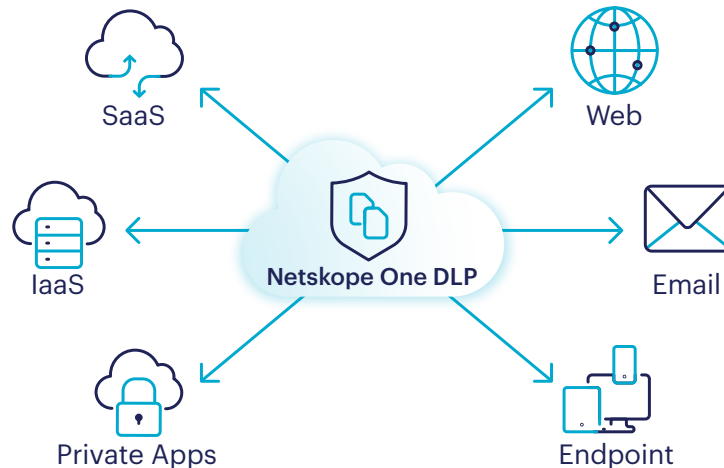 SaaS
Web
IaaS
Netskope One DLP
Email
Private Apps
Endpoint